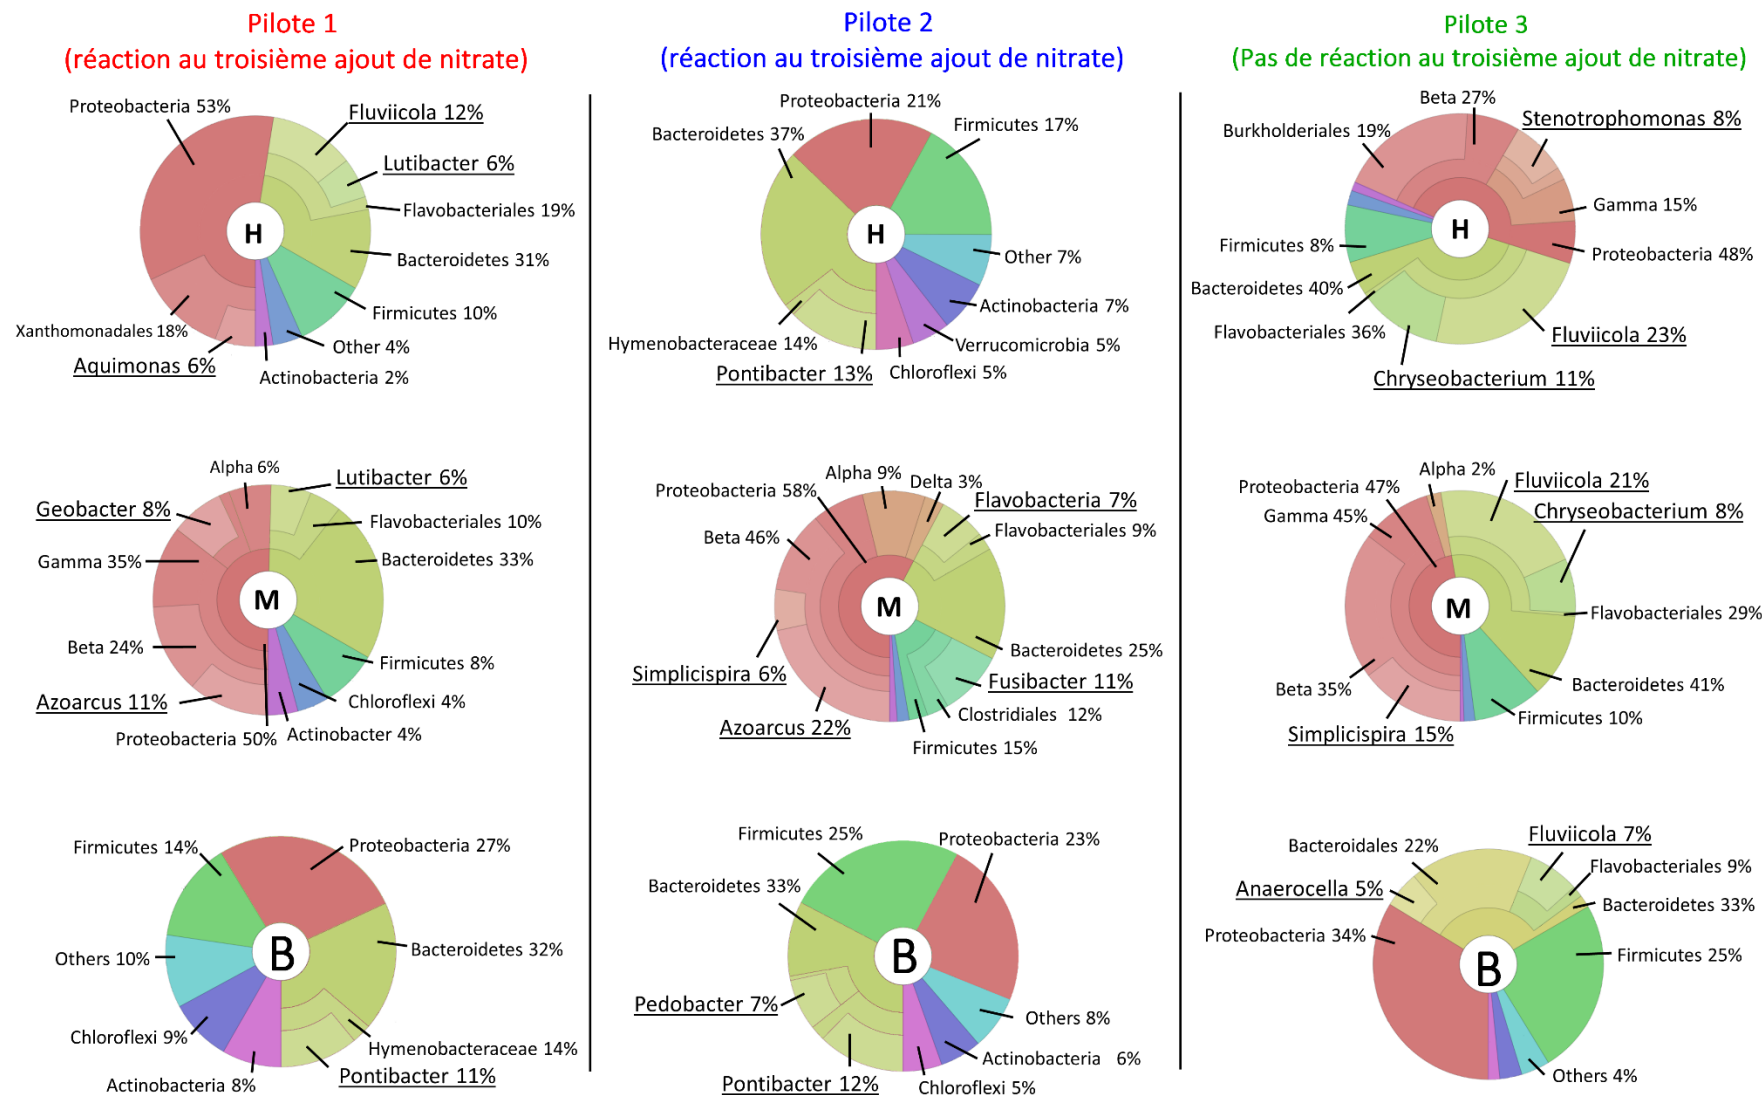 Pilote 1
(réaction au troisième ajout de nitrate)
Proteobacteria 53%
Fluviicola 12%
Lutibacter 6%
Flavobacteriales 19%
H
Bacteroidetes 31%
Firmicutes 10%
Xanthomonadales 18%
Other 4%
Aquimonas 6%
Actinobacteria 2%
Alpha 6%
Lutibacter 6%
Geobacter 8%
Flavobacteriales 10%
Gamma 35%
Bacteroidetes 33%
M
Beta 24%
Firmicutes 8%
Azoarcus 11%
Chloroflexi 4%
Proteobacteria 50%
Actinobacter 4%
Firmicutes 14%
Proteobacteria 27%
Bacteroidetes 32%
B
Others 10%
Chloroflexi 9%
Hymenobacteraceae 14%
Pontibacter 11%
Actinobacteria 8%
Pilote 2
(réaction au troisième ajout de nitrate)
Proteobacteria 21%
Firmicutes 17%
Bacteroidetes 37%
H
Other 7%
Actinobacteria 7%
Hymenobacteraceae 14%
Verrucomicrobia 5%
Pontibacter 13%
Chloroflexi 5%
Alpha 9%
Proteobacteria 58%
Delta 3%
Flavobacteria 7%
Flavobacteriales 9%
Beta 46%
M
Bacteroidetes 25%
Simplicispira 6%
Fusibacter 11%
Clostridiales 12%
Azoarcus 22%
Firmicutes 15%
Firmicutes 25%
Proteobacteria 23%
Bacteroidetes 33%
B
Pedobacter 7%
Others 8%
Actinobacteria 6%
Pontibacter 12%
Chloroflexi 5%
Pilote 3
(Pas de réaction au troisième ajout de nitrate)
Beta 27%
Stenotrophomonas 8%
Burkholderiales 19%
Gamma 15%
H
Firmicutes 8%
Proteobacteria 48%
Bacteroidetes 40%
Flavobacteriales 36%
Fluviicola 23%
Chryseobacterium 11%
Alpha 2%
Fluviicola 21%
Proteobacteria 47%
Chryseobacterium 8%
Gamma 45%
M
Flavobacteriales 29%
Beta 35%
Bacteroidetes 41%
Firmicutes 10%
Simplicispira 15%
Fluviicola 7%
Bacteroidales 22%
Flavobacteriales 9%
Anaerocella 5%
Bacteroidetes 33%
Proteobacteria 34%
Firmicutes 25%
B
Others 4%